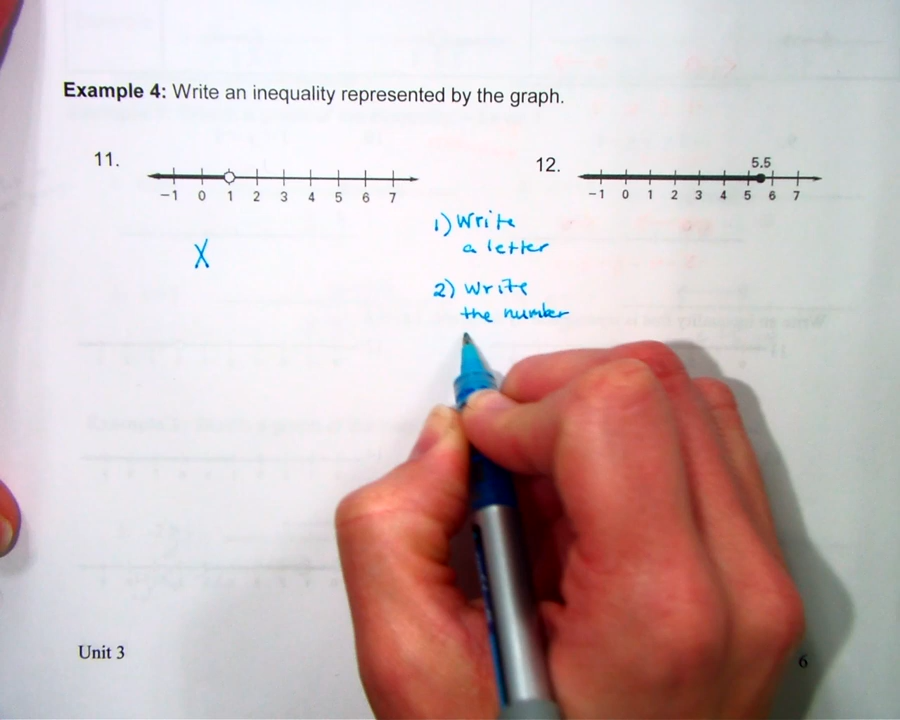 Example 4: Write an inequality represented by the graph.
11.
-1 0 1 2 3 4 5 6 7
12.
5.5
-1 0 1 2 3 4 5 6 7
X
1) Write
a letter
2) Write
the number
Unit 3
6